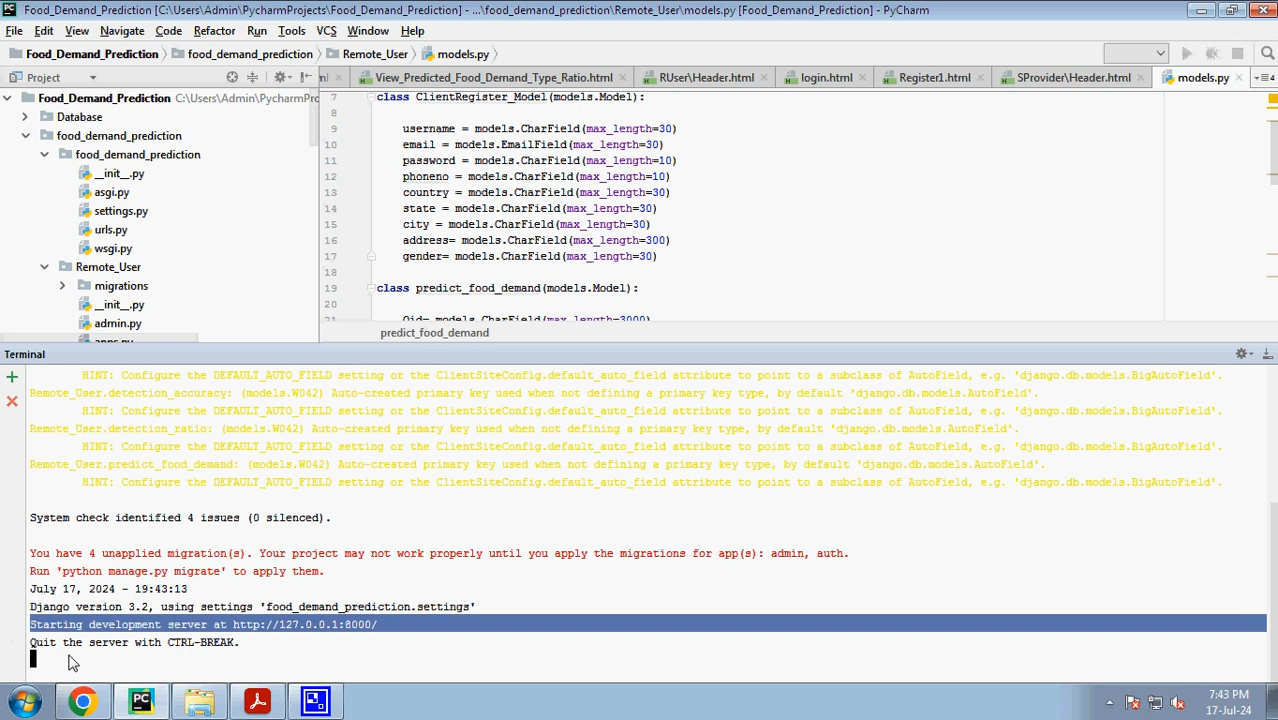 Food_Demand_Prediction [C:\Users\Admin\PycharmProjects\Food_Demand_Prediction] - ...\food_demand_prediction\Remote_User\models.py [Food_Demand_Prediction] - PyCharm
File Edit View Navigate Code Refactor Run Tools VCS Window Help
Food_Demand_Prediction food_demand_prediction Remote_User models.py
Project View_Predicted_Food_Demand_Type_Ratio.html RUser\Header.html login.html Register1.html SProvider\Header.html models.py
Food_Demand_Prediction C:\Users\Admin\PycharmPro
Database
food_demand_prediction
food_demand_prediction
__init__.py
asgi.py
settings.py
urls.py
wsgi.py
Remote_User
migrations
__init__.py
admin.py
apps.py
7 class ClientRegister_Model(models.Model):
8
9 username = models.CharField(max_length=30)
10 email = models.EmailField(max_length=30)
11 password = models.CharField(max_length=10)
12 phoneno = models.CharField(max_length=10)
13 country = models.CharField(max_length=30)
14 state = models.CharField(max_length=30)
15 city = models.CharField(max_length=30)
16 address= models.CharField(max_length=300)
17 gender= models.CharField(max_length=30)
18
19 class predict_food_demand(models.Model):
20
21 Oid= models.CharField(max_length=3000)
predict_food_demand
Terminal
HINT: Configure the DEFAULT_AUTO_FIELD setting or the ClientSiteConfig.default_auto_field attribute to point to a subclass of AutoField, e.g. 'django.db.models.BigAutoField'.
Remote_User.detection_accuracy: (models.W042) Auto-created primary key used when not defining a primary key type, by default 'django.db.models.AutoField'.
HINT: Configure the DEFAULT_AUTO_FIELD setting or the ClientSiteConfig.default_auto_field attribute to point to a subclass of AutoField, e.g. 'django.db.models.BigAutoField'.
Remote_User.detection_ratio: (models.W042) Auto-created primary key used when not defining a primary key type, by default 'django.db.models.AutoField'.
HINT: Configure the DEFAULT_AUTO_FIELD setting or the ClientSiteConfig.default_auto_field attribute to point to a subclass of AutoField, e.g. 'django.db.models.BigAutoField'.
Remote_User.predict_food_demand: (models.W042) Auto-created primary key used when not defining a primary key type, by default 'django.db.models.AutoField'.
HINT: Configure the DEFAULT_AUTO_FIELD setting or the ClientSiteConfig.default_auto_field attribute to point to a subclass of AutoField, e.g. 'django.db.models.BigAutoField'.
System check identified 4 issues (0 silenced).
You have 4 unapplied migration(s). Your project may not work properly until you apply the migrations for app(s): admin, auth.
Run 'python manage.py migrate' to apply them.
July 17, 2024 - 19:43:13
Django version 3.2, using settings 'food_demand_prediction.settings'
Starting development server at http://127.0.0.1:8000/
Quit the server with CTRL-BREAK.
7:43 PM
17-Jul-24